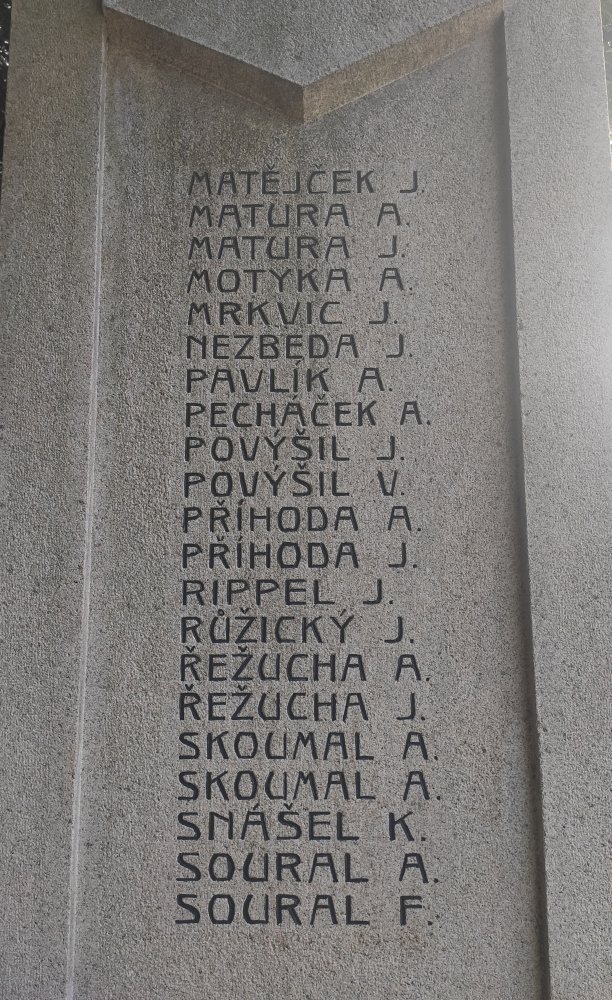 MATĚJČEK J.
MATURA A.
MATURA J.
MOTYKA A.
MRKVIC J.
NEZBEDA J.
PAVLÍK A.
PECHÁČEK A.
POVÝŠIL J.
POVÝŠIL V.
PŘÍHODA A.
PŘÍHODA J.
RIPPEL J.
RŮŽICKÝ J.
ŘEŽUCHA A.
ŘEŽUCHA J.
SKOUMAL A.
SKOUMAL A.
SNÁŠEL K.
SOURAL A.
SOURAL F.